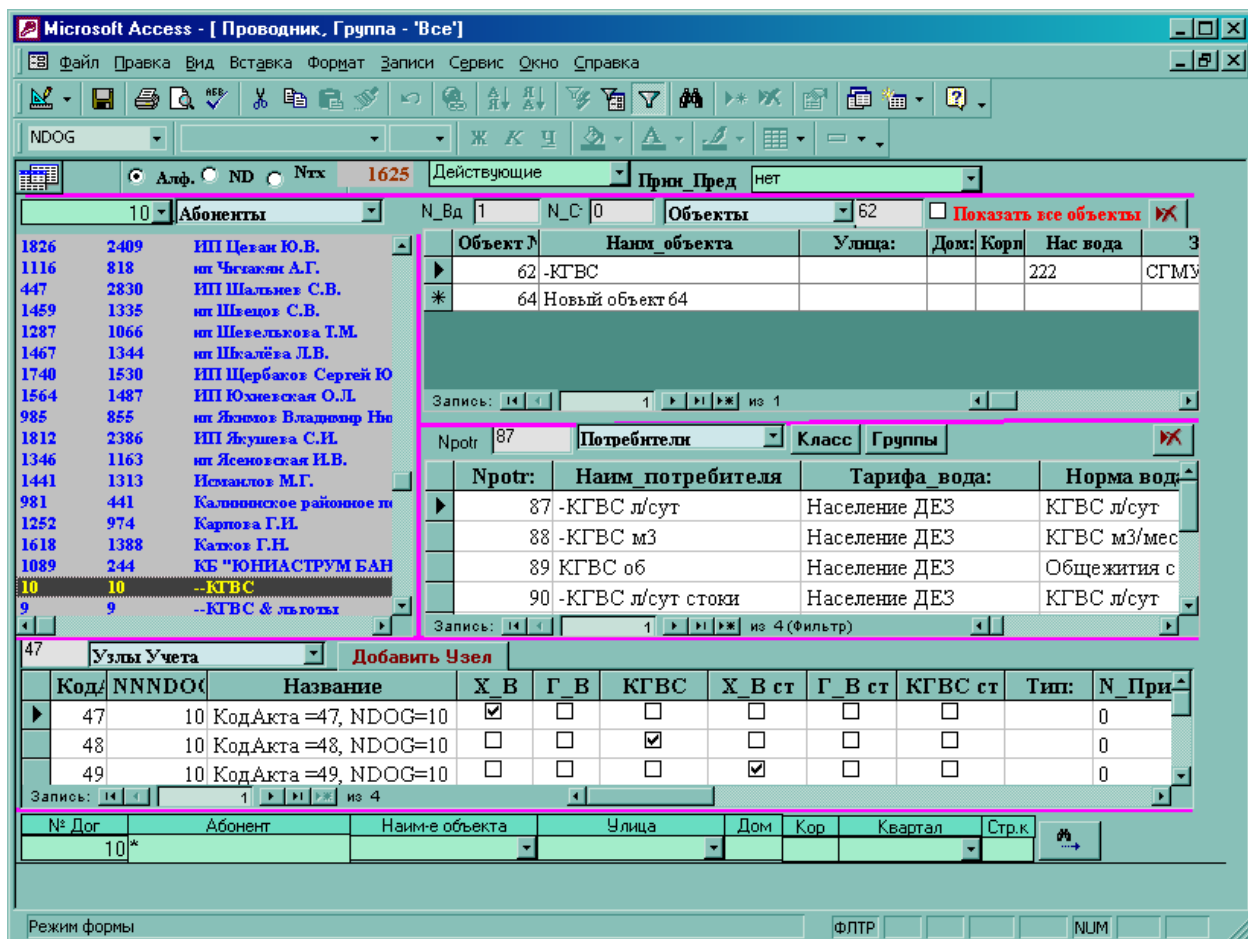 Microsoft Access - [ Проводник, Группа - 'Все']
Файл Правка Вид Вставка Формат Записи Сервис Окно Справка
NDOG Ж К Ч
Алф. ND Nтх 1625 Действующие Прин_Пред нет
10 Абоненты N_Вд 1 N_С 0 Объекты 62 Показать все объекты
Объект N Наим_объекта Улица: Дом: Корп Нас вода З
62 -КГВС 222 СГМУ
64 Новый объект 64
Запись: 1 из 1
1826 2409 ИП Цеван Ю.В.
1116 818 ип Чичакян А.Г.
447 2830 ИП Шальнев С.В.
1459 1335 ип Швецов С.В.
1287 1066 ип Шевелькова Т.М.
1467 1344 ип Шкалёва Л.В.
1740 1530 ИП Щербаков Сергей Ю
1564 1487 ИП Юхневская О.Л.
985 855 ип Якимов Владимир Ни
1812 2386 ИП Якушева С.И.
1346 1163 ип Ясеновская И.В.
1441 1313 Исмаилов М.Г.
981 441 Калининское районное
1252 974 Карпова Г.И.
1618 1388 Катков Г.Н.
1089 244 КБ "ЮНИАСТРУМ БАН
10 10 --КГВС
9 9 --КГВС & льготы
Npotr 87 Потребители Класс Группы
Npotr: Наим_потребителя Тарифа_вода: Норма вода
87 -КГВС л/сут Население ДЕЗ КГВС л/сут
88 -КГВС м3 Население ДЕЗ КГВС м3/мес
89 КГВС об Население ДЕЗ Общежития с
90 -КГВС л/сут стоки Население ДЕЗ КГВС л/сут
Запись: 1 из 4 (Фильтр)
47 Узлы Учета Добавить Узел
КодА NNNDO( Название Х_В Г_В КГВС Х_В ст Г_В ст КГВС ст Тип: N_При
47 10 КодАкта =47, NDOG=10 0
48 10 КодАкта =48, NDOG=10 0
49 10 КодАкта =49, NDOG=10 0
Запись: 1 из 4
№ Дог Абонент Наим-е объекта Улица Дом Кор Квартал Стр.к
10 *
Режим формы ФЛТР NUM